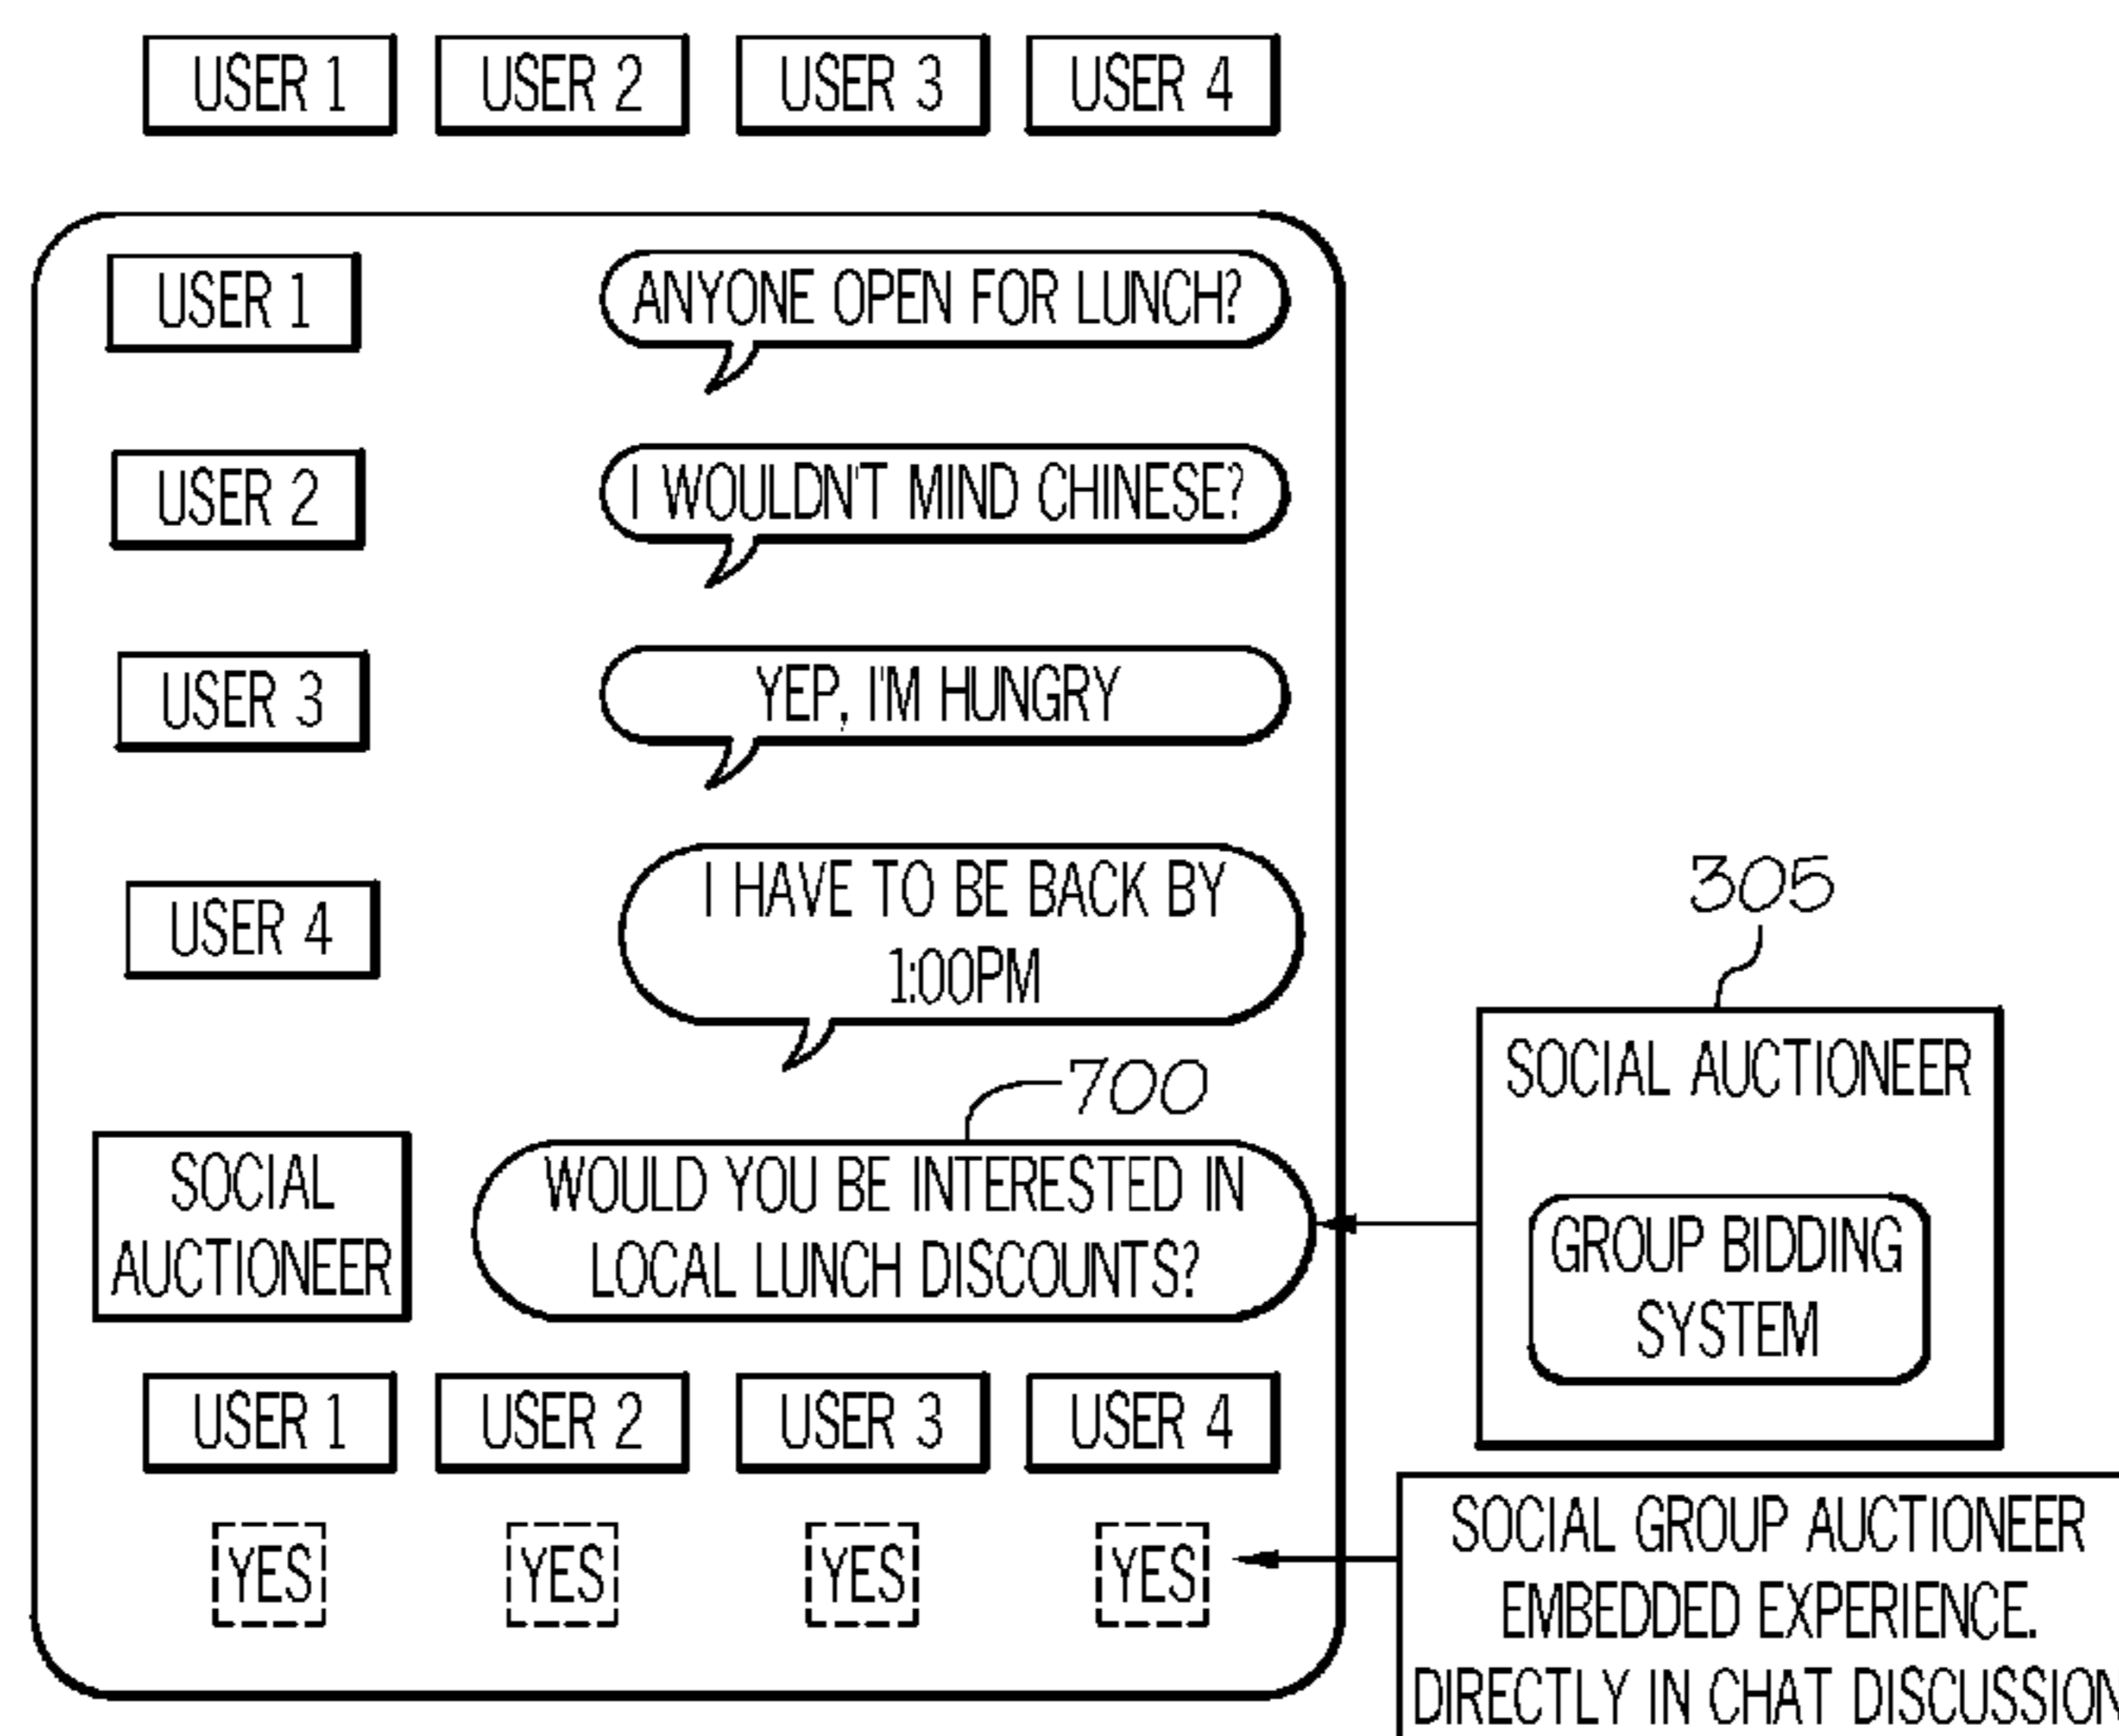 USER 1 USER 2 USER 3 USER 4
USER 1 ANYONE OPEN FOR LUNCH?
USER 2 I WOULDN'T MIND CHINESE?
USER 3 YEP, I'M HUNGRY
USER 4
I HAVE TO BE BACK BY
1:00PM
305
SOCIAL AUCTIONEER
GROUP BIDDING
SYSTEM
700
SOCIAL
AUCTIONEER
WOULD YOU BE INTERESTED IN
LOCAL LUNCH DISCOUNTS?
USER 1 USER 2 USER 3 USER 4
YES YES YES YES
SOCIAL GROUP AUCTIONEER
EMBEDDED EXPERIENCE.
DIRECTLY IN CHAT DISCUSSION